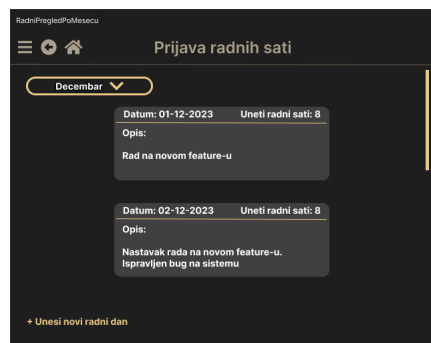 RadniPregledPoMesecu
Prijava radnih sati
Decembar
Datum: 01-12-2023 Uneti radni sati: 8
Opis:
Rad na novom feature-u
Datum: 02-12-2023 Uneti radni sati: 8
Opis:
Nastavak rada na novom feature-u.
Ispravljen bug na sistemu
+ Unesi novi radni dan